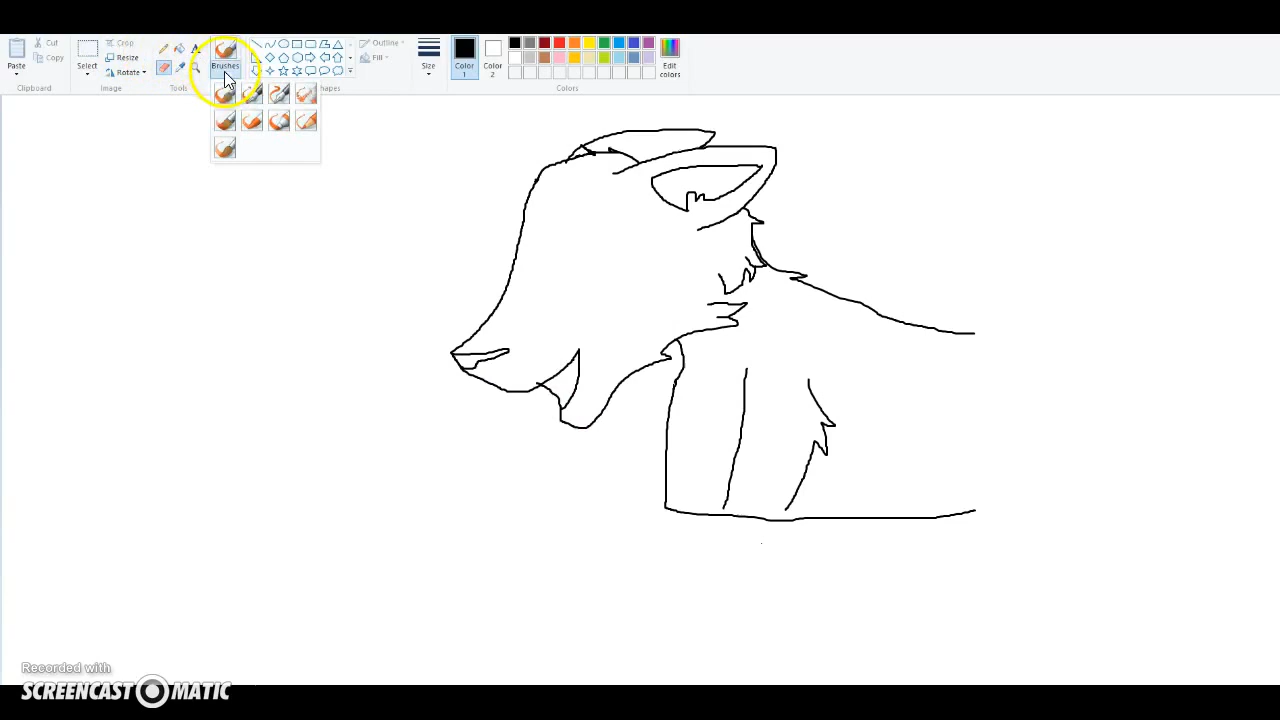 Paste
Clipboard
Cut
Copy
Select
Crop
Resize
Rotate
Image
A
Tools
Brushes
hapes
Outline
Fill
Size
Color
1
Color
2
Edit
colors
Colors
Recorded with
SCREENCAST MATIC